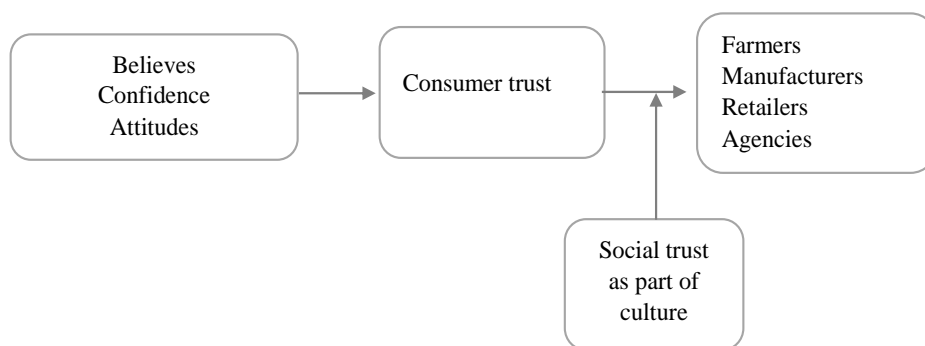 Believes
Confidence
Attitudes
Consumer trust
Farmers
Manufacturers
Retailers
Agencies
Social trust
as part of
culture